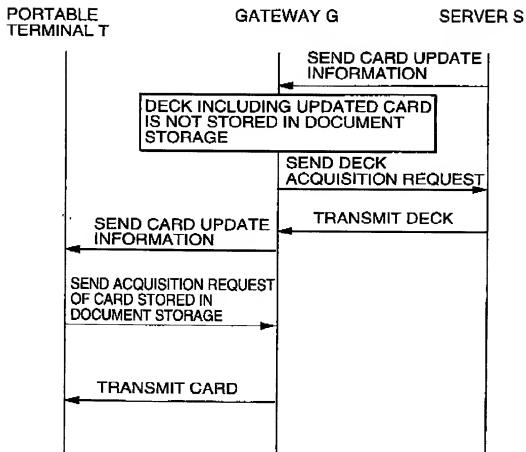 PORTABLE
TERMINAL T
GATEWAY G
SERVER S
SEND CARD UPDATE
INFORMATION
DECK INCLUDING UPDATED CARD
IS NOT STORED IN DOCUMENT
STORAGE
SEND DECK
ACQUISITION REQUEST
TRANSMIT DECK
SEND CARD UPDATE
INFORMATION
SEND ACQUISITION REQUEST
OF CARD STORED IN
DOCUMENT STORAGE
TRANSMIT CARD